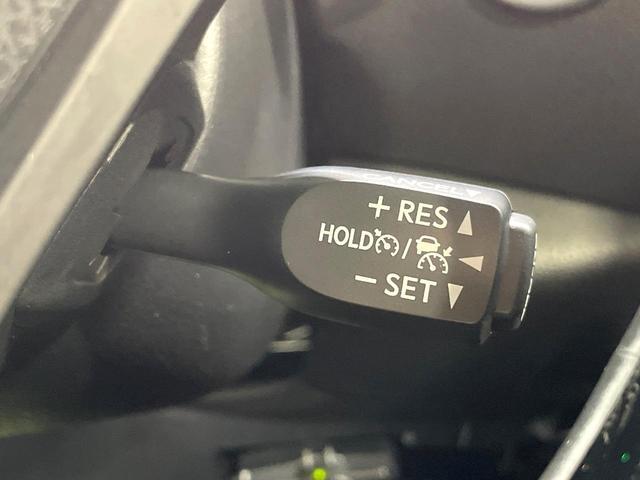 CANCEL
+ RES
HOLD /
- SET